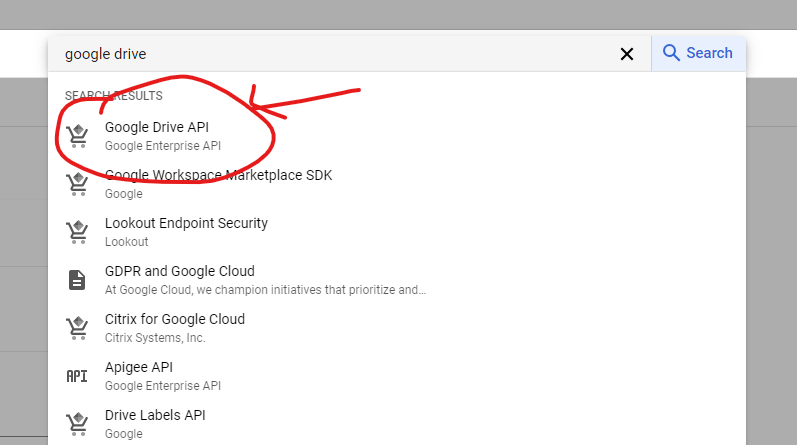 google drive
Search
SEARCH RESULTS
Google Drive API
Google Enterprise API
Google Workspace Marketplace SDK
Google
Lookout Endpoint Security
Lookout
GDPR and Google Cloud
At Google Cloud, we champion initiatives that prioritize and...
Citrix for Google Cloud
Citrix Systems, Inc.
API
Apigee API
Google Enterprise API
Drive Labels API
Google